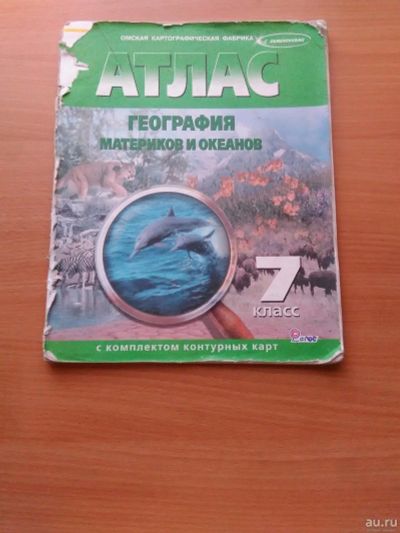 ОМСКАЯ КАРТОГРАФИЧЕСКАЯ ФАБРИКА
АТЛАС
ГЕОГРАФИЯ
МАТЕРИКОВ И ОКЕАНОВ
7
класс
с комплектом контурных карт
au.ru